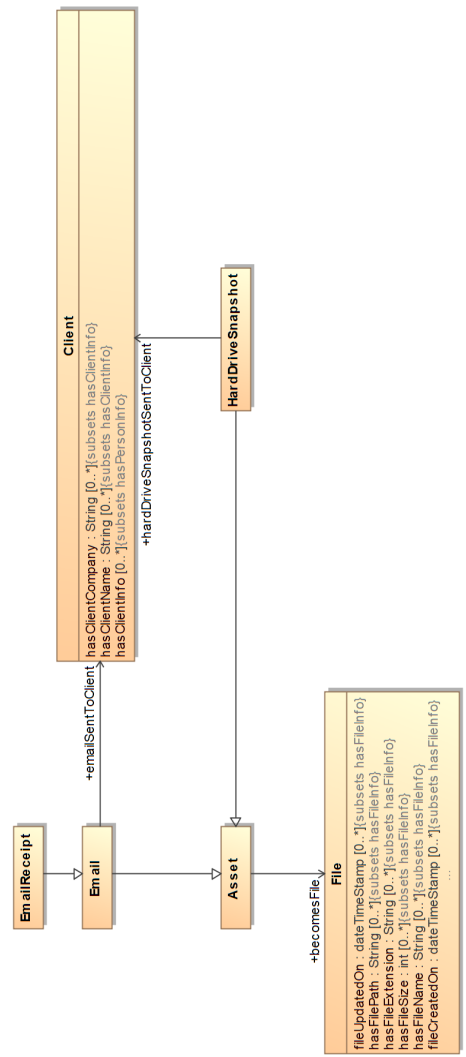 EmailReceipt
Email
+emailSentToClient
Client
hasClientCompany : String [0..*]{subsets hasClientInfo}
hasClientName : String [0..*]{subsets hasClientInfo}
hasClientInfo [0..*]{subsets hasPersonInfo}
+hardDriveSnapshotSentToClient
HardDriveSnapshot
Asset
+becomesFile
File
fileUpdatedOn : dateTimeStamp [0..*]{subsets hasFileInfo}
hasFilePath : String [0..*]{subsets hasFileInfo}
hasFileExtension : String [0..*]{subsets hasFileInfo}
hasFileSize : int [0..*]{subsets hasFileInfo}
hasFileName : String [0..*]{subsets hasFileInfo}
fileCreatedOn : dateTimeStamp [0..*]{subsets hasFileInfo}
...